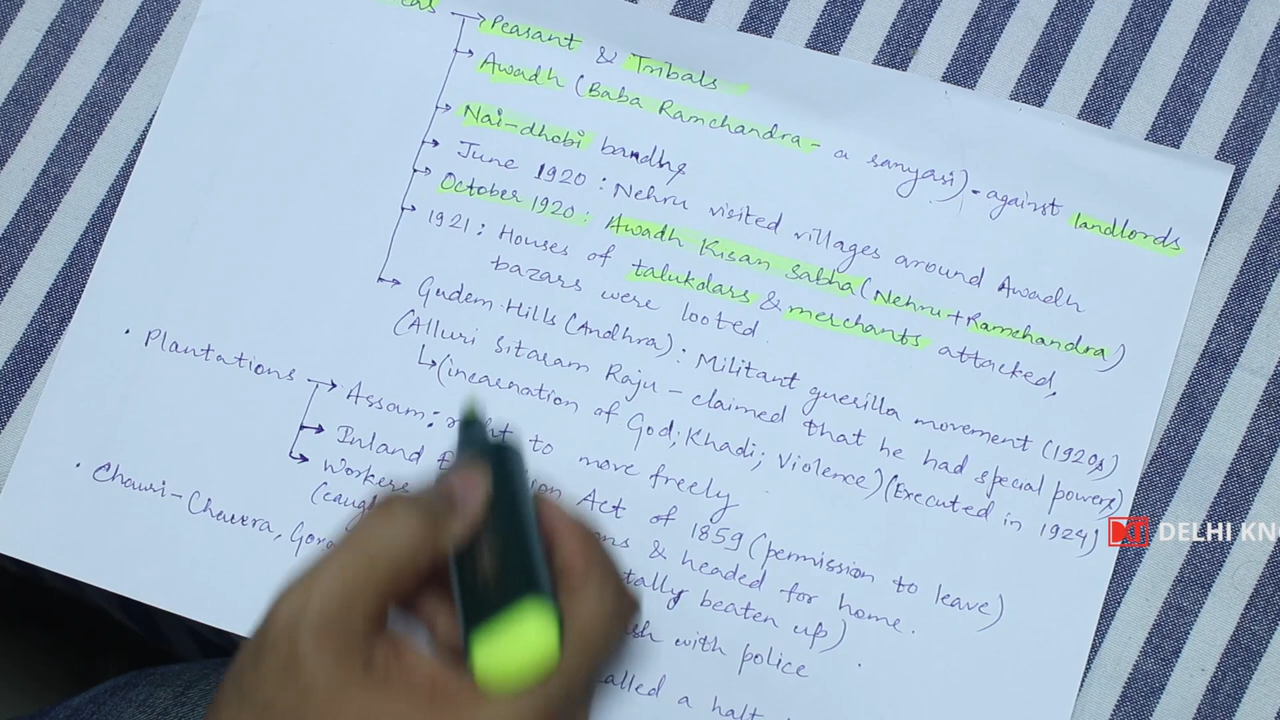 Peasant & Tribals
Awadh (Baba Ramchandra - a sanyasi) - against landlords
Nai-dhobi bandhs
June 1920 : Nehru visited villages around Awadh
October 1920 : Awadh Kisan Sabha (Nehru + Ramchandra)
1921 : Houses of talukdars & merchants attacked,
bazars were looted.
Gudem Hills (Andhra) : Militant guerilla movement (1920s)
(Alluri Sitaram Raju - claimed that he had special powers)
(incarnation of God; Khadi; Violence) (Executed in 1924)
Plantations
Assam : right to move freely
Inland Act of 1859 (permission to leave)
Workers & headed for home.
beaten up)
Chauri-Chaura,
with police
called a halt
DELHI